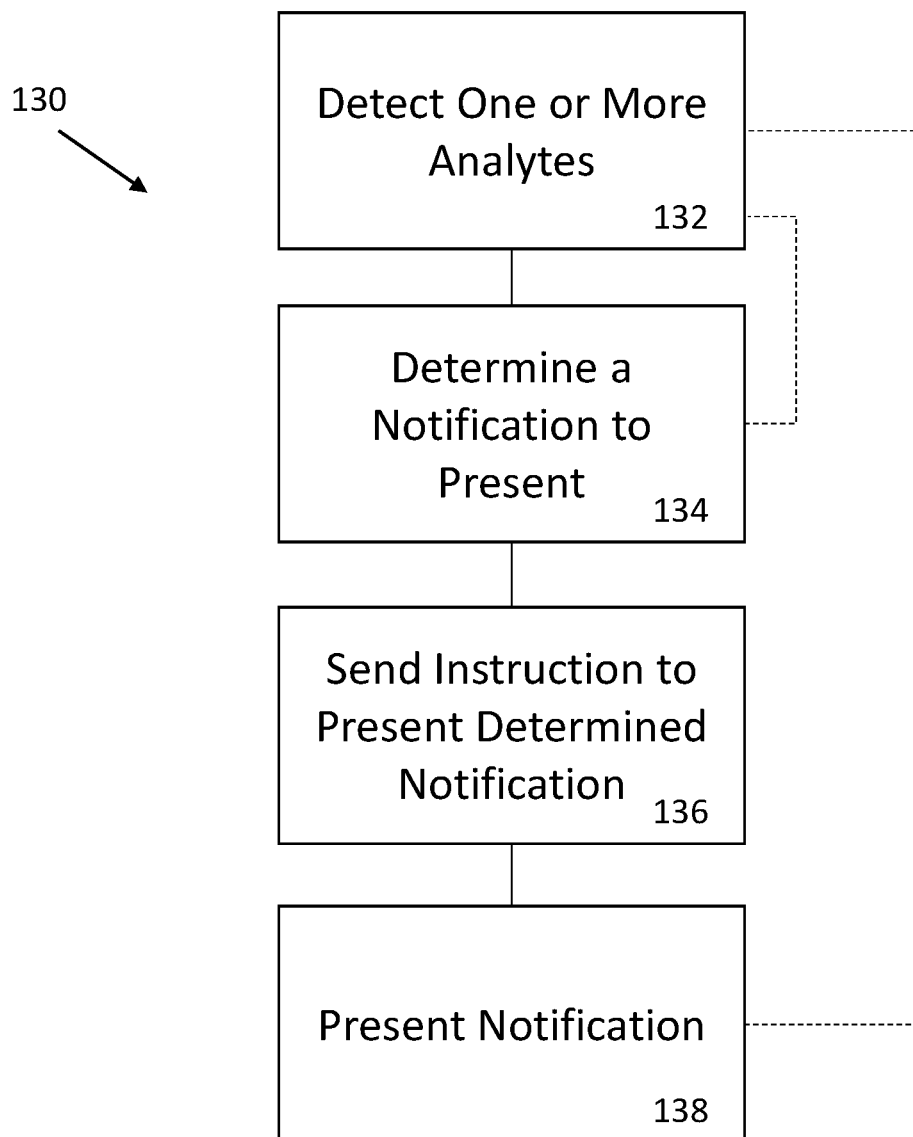 130
Detect One or More
Analytes
132
Determine a
Notification to
Present
134
Send Instruction to
Present Determined
Notification
136
Present Notification
138